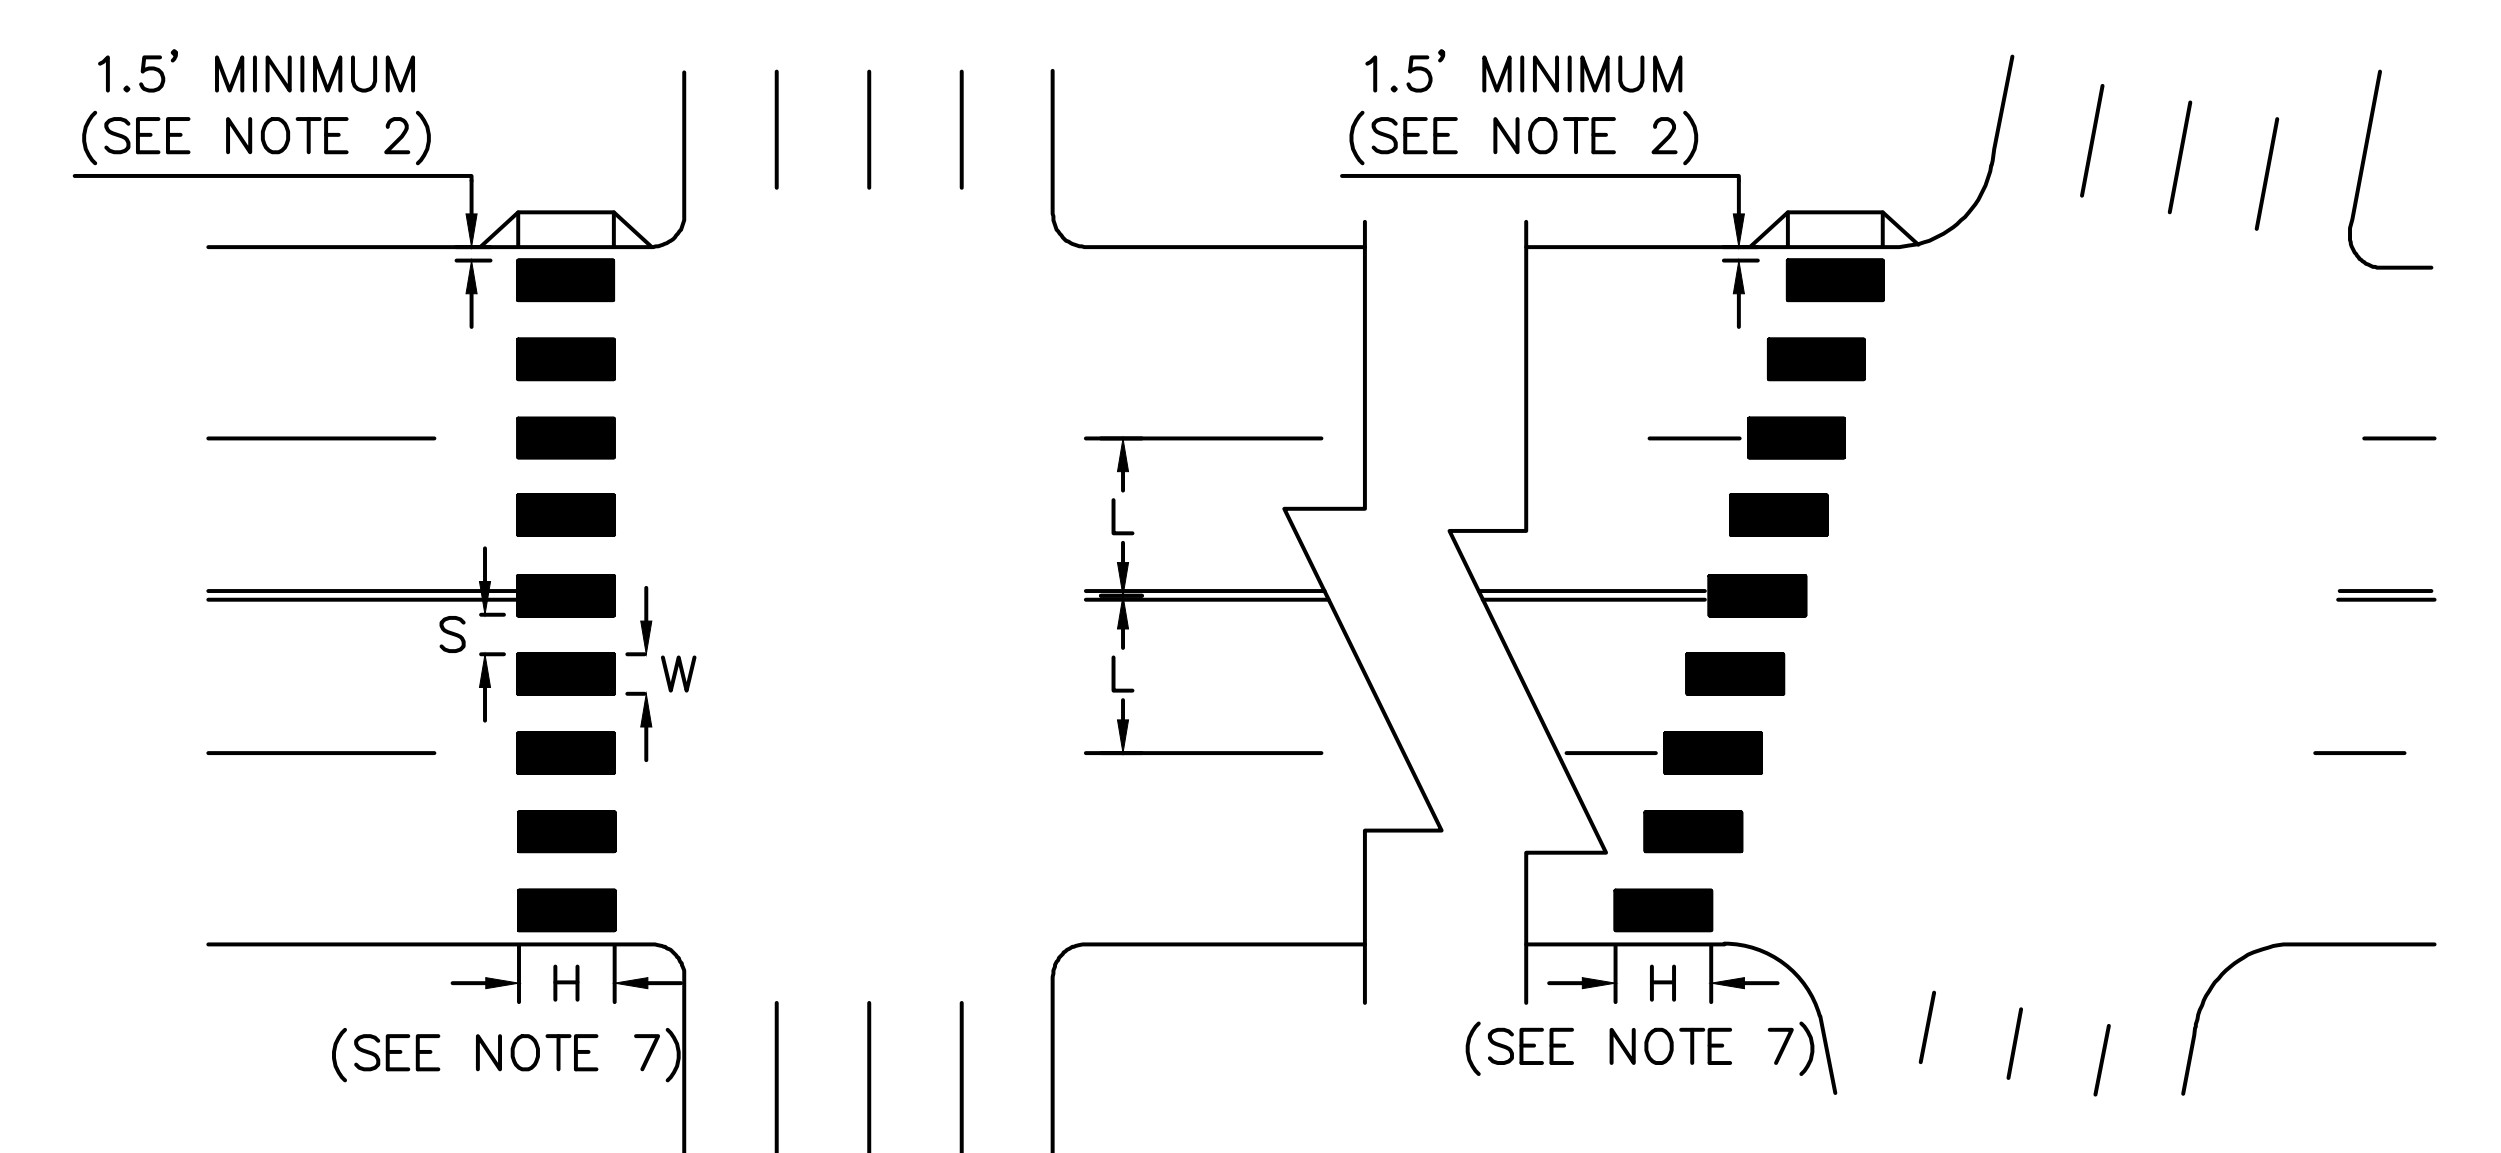 1.5' MINIMUM
(SEE NOTE 2)
1.5' MINIMUM
(SEE NOTE 2)
L
S
W
L
H
(SEE NOTE 7)
H
(SEE NOTE 7)